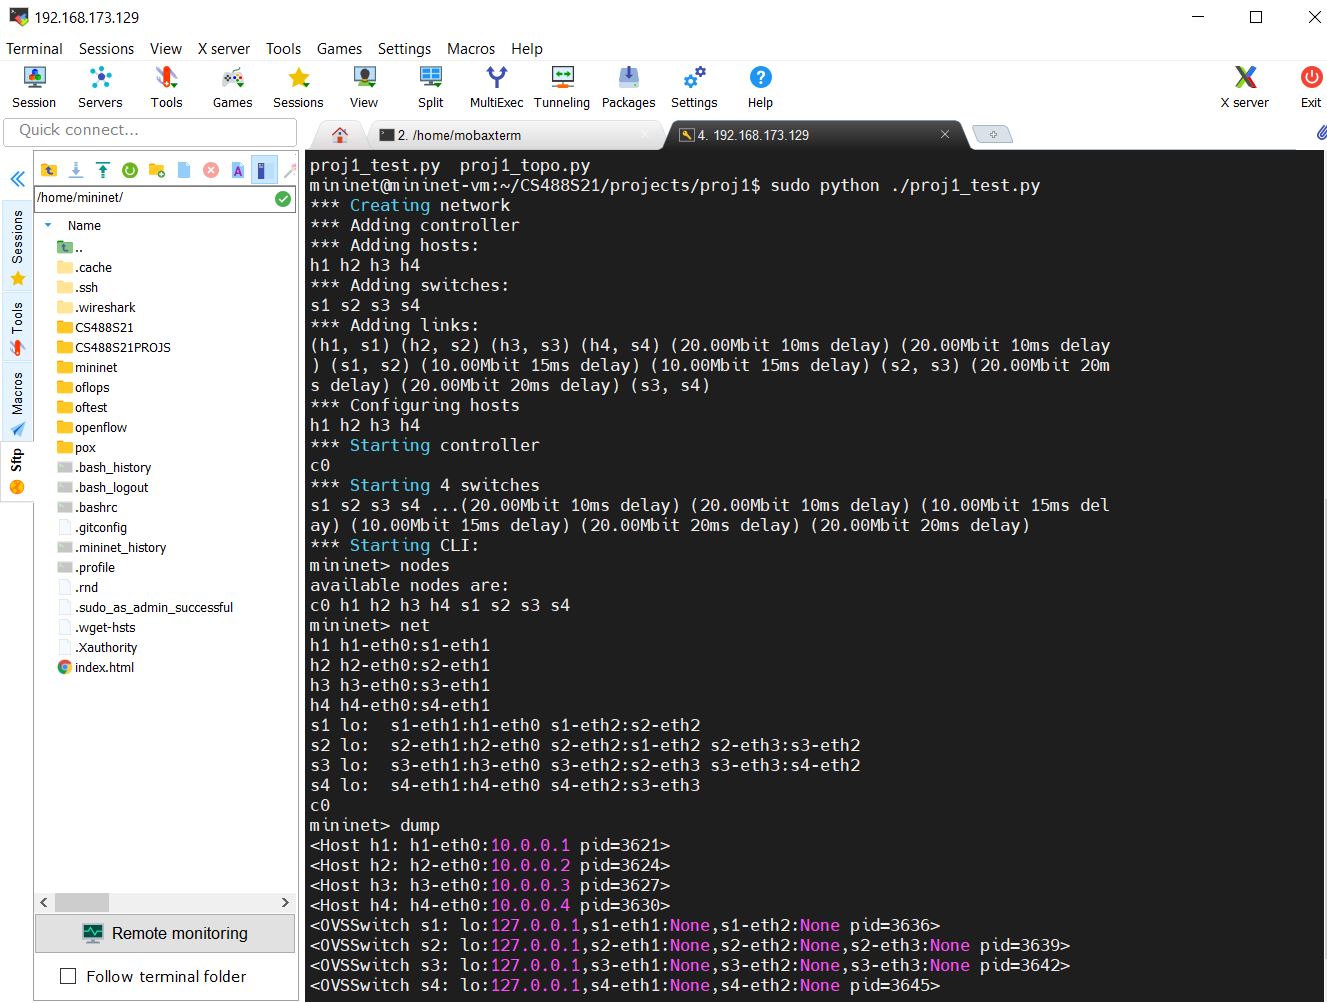 192.168.173.129
Terminal Sessions View X server Tools Games Settings Macros Help
Session Servers Tools Games Sessions View Split MultiExec Tunneling Packages Settings Help X server Exit
Quick connect...
2. /home/mobaxterm
4. 192.168.173.129
Sessions
Tools
Macros
Sftp
/home/mininet/
Name
..
.cache
.ssh
.wireshark
CS488S21
CS488S21PROJS
mininet
oflops
oftest
openflow
pox
.bash_history
.bash_logout
.bashrc
.gitconfig
.mininet_history
.profile
.rnd
.sudo_as_admin_successful
.wget-hsts
.Xauthority
index.html
Remote monitoring
Follow terminal folder
proj1_test.py  proj1_topo.py
mininet@mininet-vm:~/CS488S21/projects/proj1$ sudo python ./proj1_test.py
*** Creating network
*** Adding controller
*** Adding hosts:
h1 h2 h3 h4
*** Adding switches:
s1 s2 s3 s4
*** Adding links:
(h1, s1) (h2, s2) (h3, s3) (h4, s4) (20.00Mbit 10ms delay) (20.00Mbit 10ms delay
) (s1, s2) (10.00Mbit 15ms delay) (10.00Mbit 15ms delay) (s2, s3) (20.00Mbit 20m
s delay) (20.00Mbit 20ms delay) (s3, s4)
*** Configuring hosts
h1 h2 h3 h4
*** Starting controller
c0
*** Starting 4 switches
s1 s2 s3 s4 ...(20.00Mbit 10ms delay) (20.00Mbit 10ms delay) (10.00Mbit 15ms del
ay) (10.00Mbit 15ms delay) (20.00Mbit 20ms delay) (20.00Mbit 20ms delay)
*** Starting CLI:
mininet> nodes
available nodes are:
c0 h1 h2 h3 h4 s1 s2 s3 s4
mininet> net
h1 h1-eth0:s1-eth1
h2 h2-eth0:s2-eth1
h3 h3-eth0:s3-eth1
h4 h4-eth0:s4-eth1
s1 lo:  s1-eth1:h1-eth0 s1-eth2:s2-eth2
s2 lo:  s2-eth1:h2-eth0 s2-eth2:s1-eth2 s2-eth3:s3-eth2
s3 lo:  s3-eth1:h3-eth0 s3-eth2:s2-eth3 s3-eth3:s4-eth2
s4 lo:  s4-eth1:h4-eth0 s4-eth2:s3-eth3
c0
mininet> dump
<Host h1: h1-eth0:10.0.0.1 pid=3621>
<Host h2: h2-eth0:10.0.0.2 pid=3624>
<Host h3: h3-eth0:10.0.0.3 pid=3627>
<Host h4: h4-eth0:10.0.0.4 pid=3630>
<OVSSwitch s1: lo:127.0.0.1,s1-eth1:None,s1-eth2:None pid=3636>
<OVSSwitch s2: lo:127.0.0.1,s2-eth1:None,s2-eth2:None,s2-eth3:None pid=3639>
<OVSSwitch s3: lo:127.0.0.1,s3-eth1:None,s3-eth2:None,s3-eth3:None pid=3642>
<OVSSwitch s4: lo:127.0.0.1,s4-eth1:None,s4-eth2:None pid=3645>